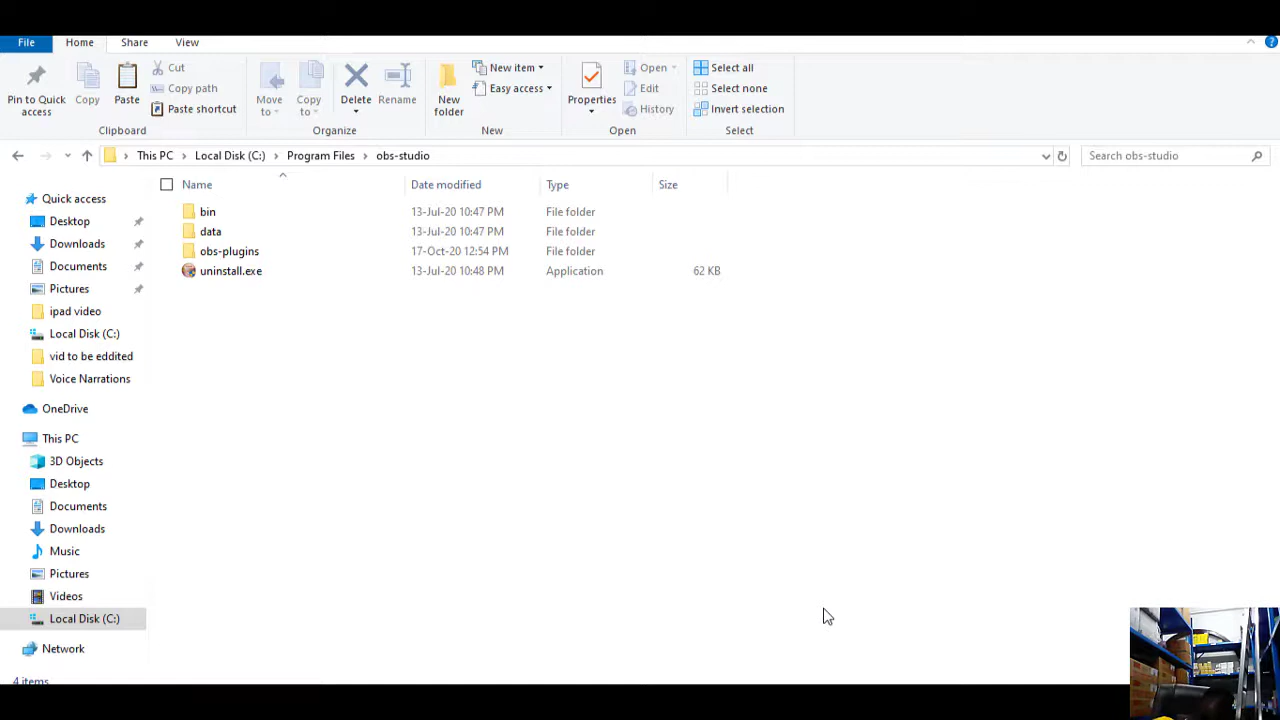 File Home Share View
Pin to Quick access
Copy
Paste
Cut
Copy path
Paste shortcut
Clipboard
Move to
Copy to
Delete
Rename
Organize
New folder
New item
Easy access
New
Properties
Open
Edit
History
Open
Select all
Select none
Invert selection
Select
This PC Local Disk (C:) Program Files obs-studio
Search obs-studio
Name Date modified Type Size
bin 13-Jul-20 10:47 PM File folder
data 13-Jul-20 10:47 PM File folder
obs-plugins 17-Oct-20 12:54 PM File folder
uninstall.exe 13-Jul-20 10:48 PM Application 62 KB
Quick access
Desktop
Downloads
Documents
Pictures
ipad video
Local Disk (C:)
vid to be eddited
Voice Narrations
OneDrive
This PC
3D Objects
Desktop
Documents
Downloads
Music
Pictures
Videos
Local Disk (C:)
Network
4 items